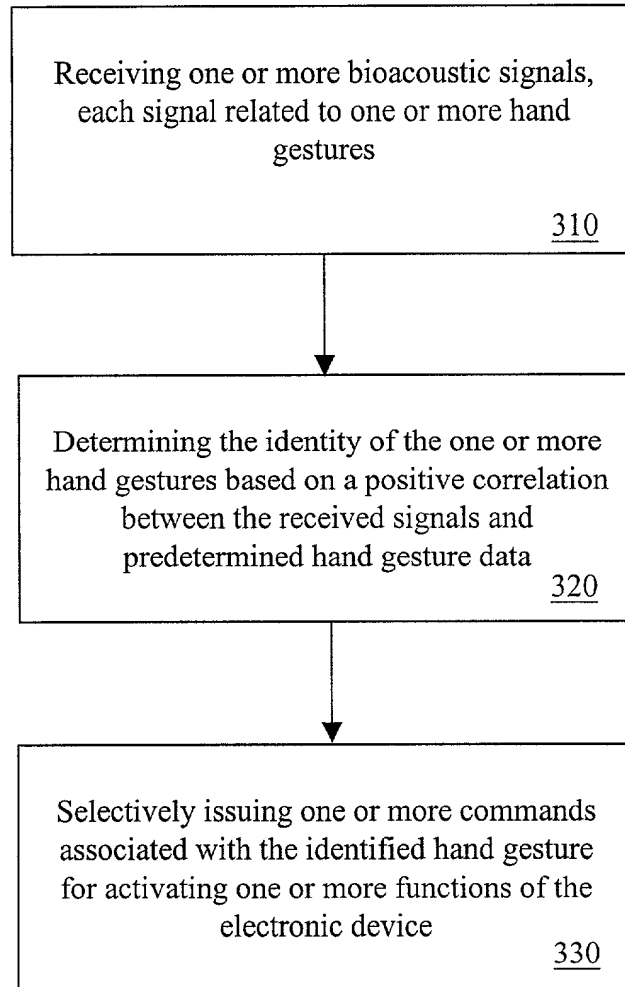 Receiving one or more bioacoustic signals,
each signal related to one or more hand
gestures
310
Determining the identity of the one or more
hand gestures based on a positive correlation
between the received signals and
predetermined hand gesture data
320
Selectively issuing one or more commands
associated with the identified hand gesture
for activating one or more functions of the
electronic device
330